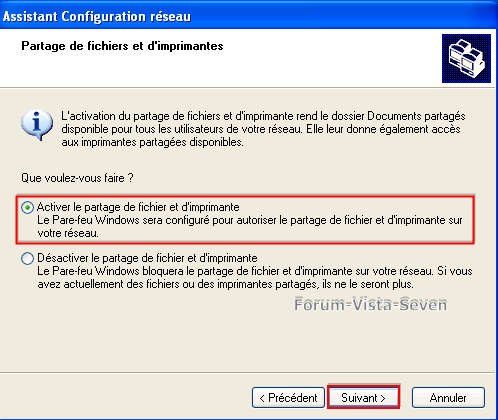 Assistant Configuration réseau
Partage de fichiers et d'imprimantes
L'activation du partage de fichiers et d'imprimante rend le dossier Documents partagés
disponible pour tous les utilisateurs de votre réseau. Elle leur donne également accès
aux imprimantes partagées disponibles.
Que voulez-vous faire ?
Activer le partage de fichier et d'imprimante
Le Pare-feu Windows sera configuré pour autoriser le partage de fichier et d'imprimante sur
votre réseau.
Désactiver le partage de fichier et d'imprimante
Le Pare-feu Windows bloquera le partage de fichier et d'imprimante sur votre réseau. Si vous
avez actuellement des fichiers ou des imprimantes partagés, ils ne le seront plus.
Forum-Vista-Seven
< Précédent
Suivant >
Annuler